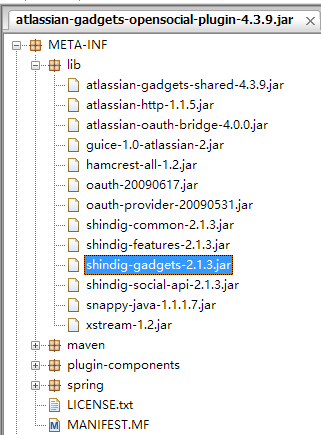 atlassian-gadgets-opensocial-plugin-4.3.9.jar
META-INF
lib
atlassian-gadgets-shared-4.3.9.jar
atlassian-http-1.1.5.jar
atlassian-oauth-bridge-4.0.0.jar
guice-1.0-atlassian-2.jar
hamcrest-all-1.2.jar
oauth-20090617.jar
oauth-provider-20090531.jar
shindig-common-2.1.3.jar
shindig-features-2.1.3.jar
shindig-gadgets-2.1.3.jar
shindig-social-api-2.1.3.jar
snappy-java-1.1.1.7.jar
xstream-1.2.jar
maven
plugin-components
spring
LICENSE.txt
MANIFEST.MF